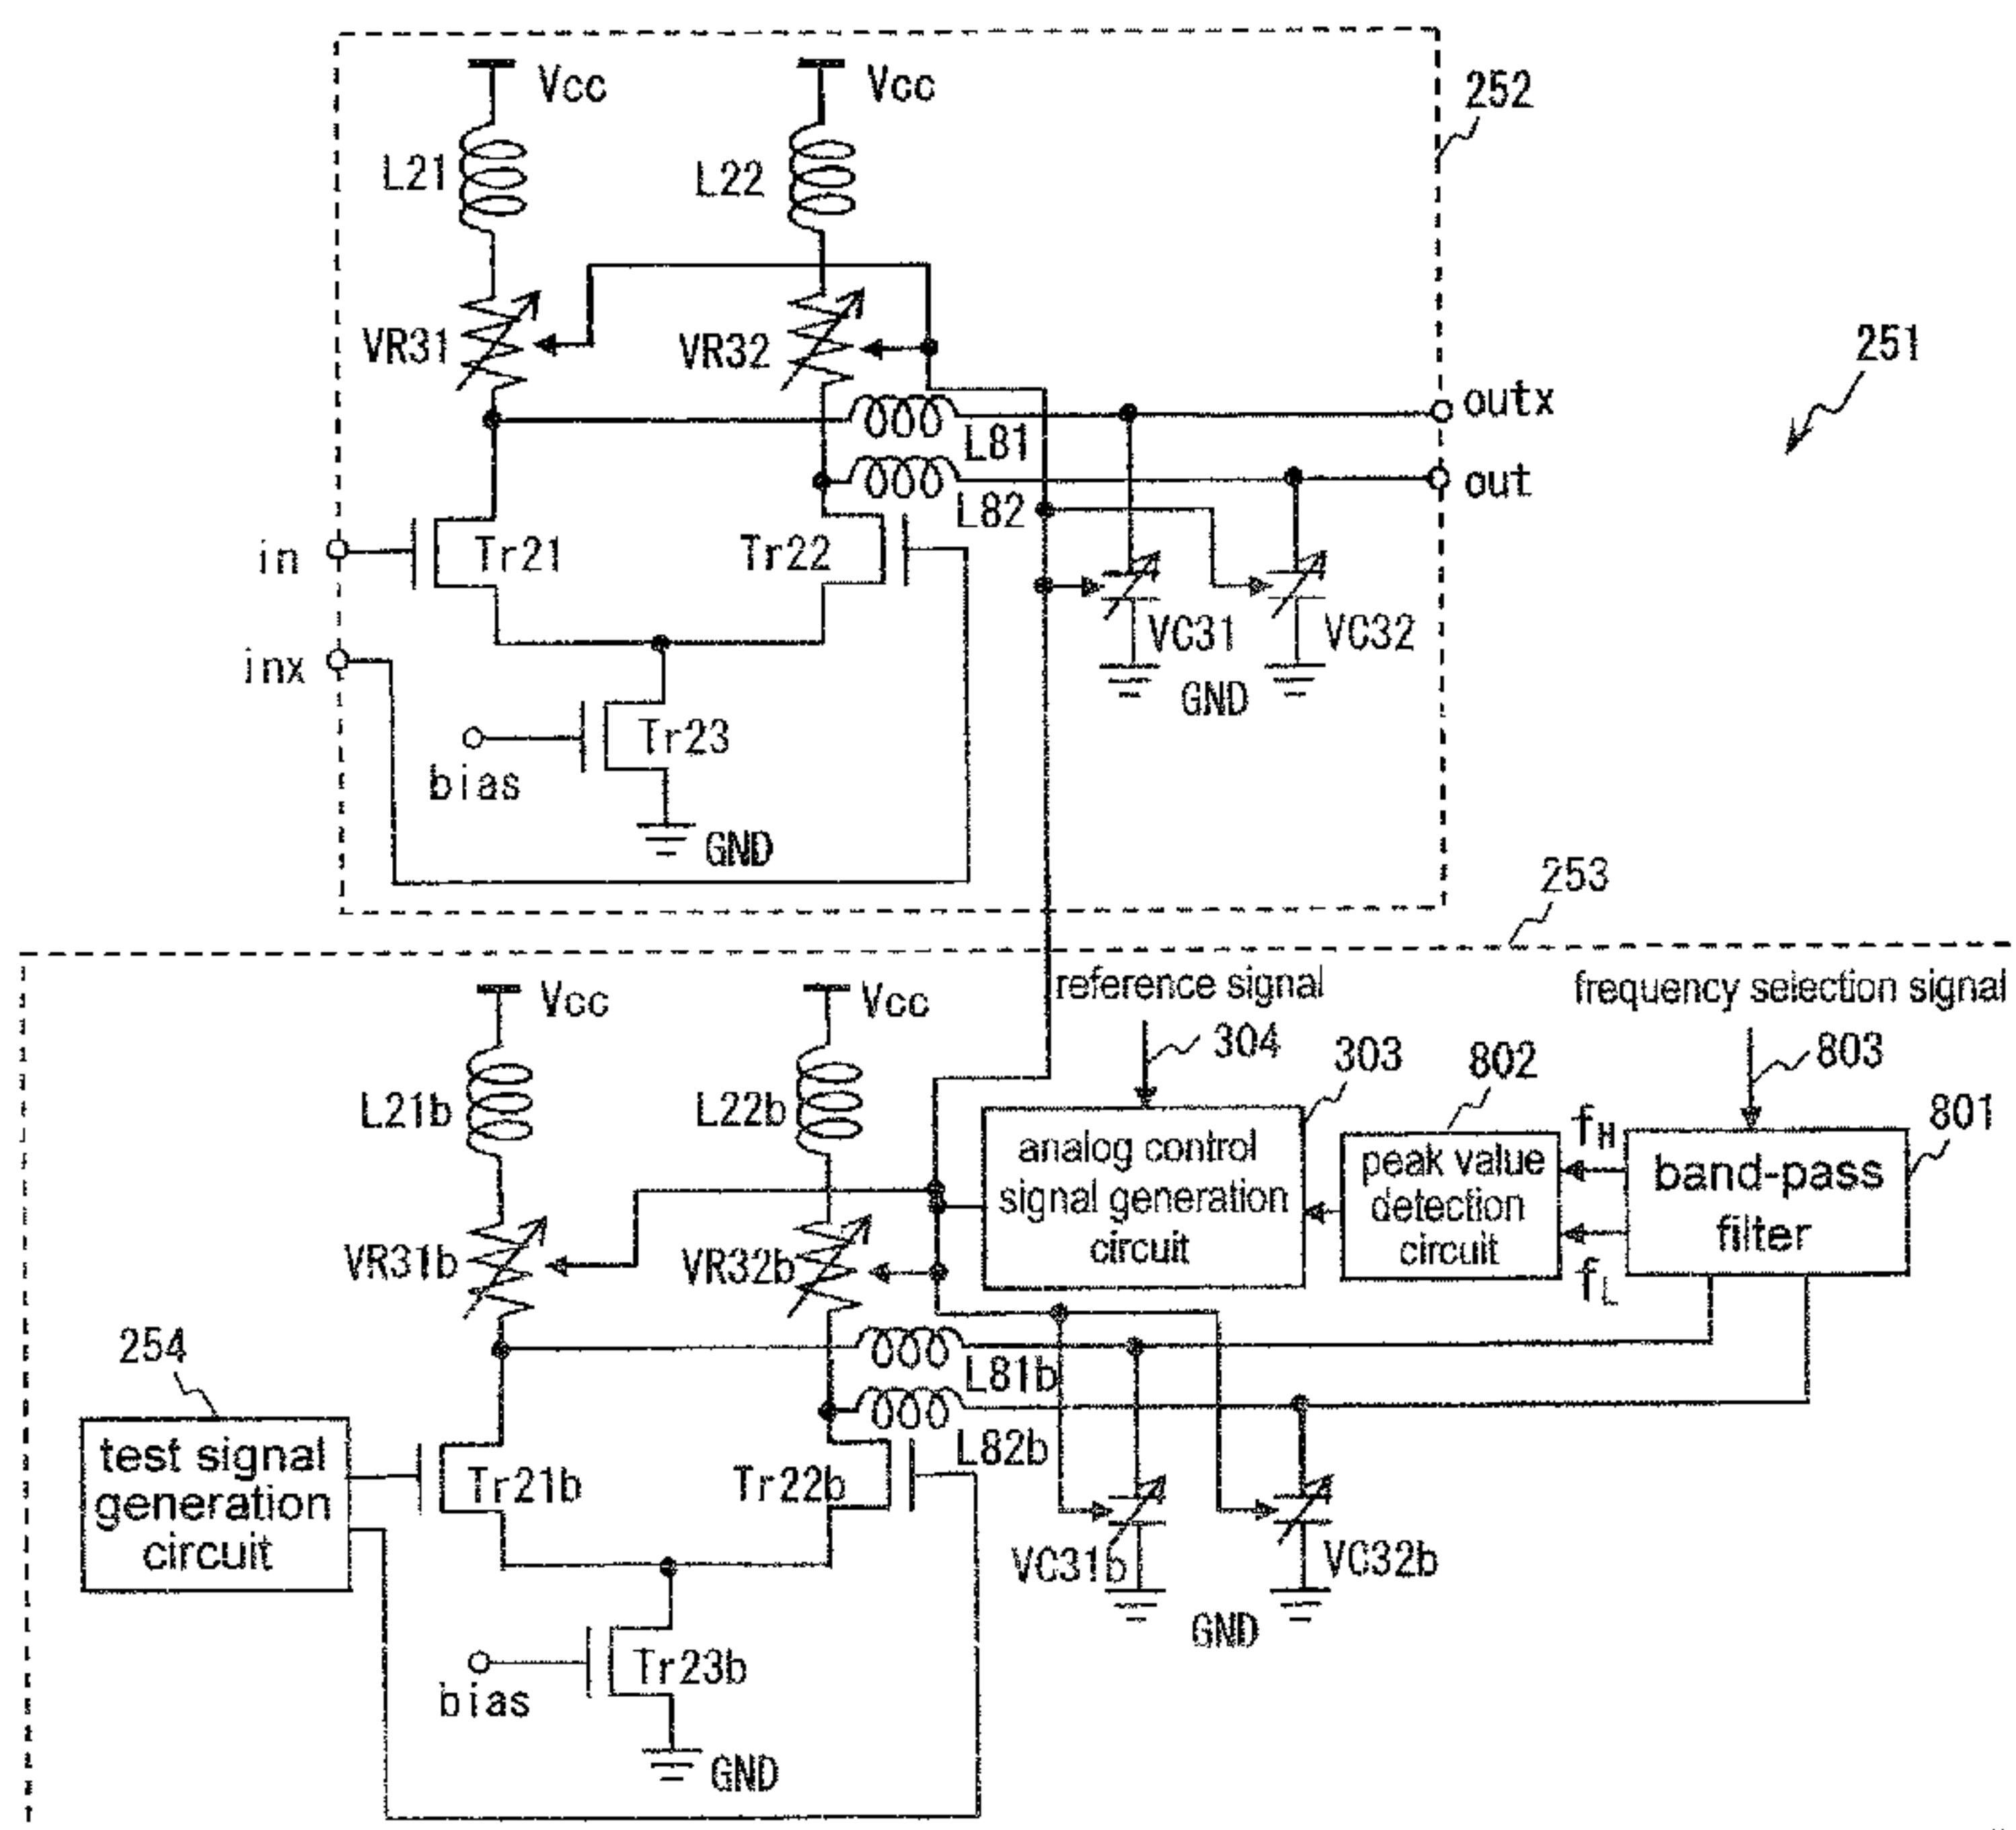 Vcc
Vcc
252
L21
L22
VR31
VR32
251
outx
L81
out
L82
in
Tr21
Tr22
VC31
VC32
inx
GND
Tr23
bias
GND
253
reference signal
frequency selection signal
Vcc
Vcc
304
303
802
803
801
L21b
L22b
analog control
signal generation
circuit
peak value
detection
circuit
fH
fL
band-pass
filter
VR31b
VR32b
254
L81b
L82b
test signal
generation
circuit
Tr21b
Tr22b
VC31b
VC32b
GND
Tr23b
bias
GND